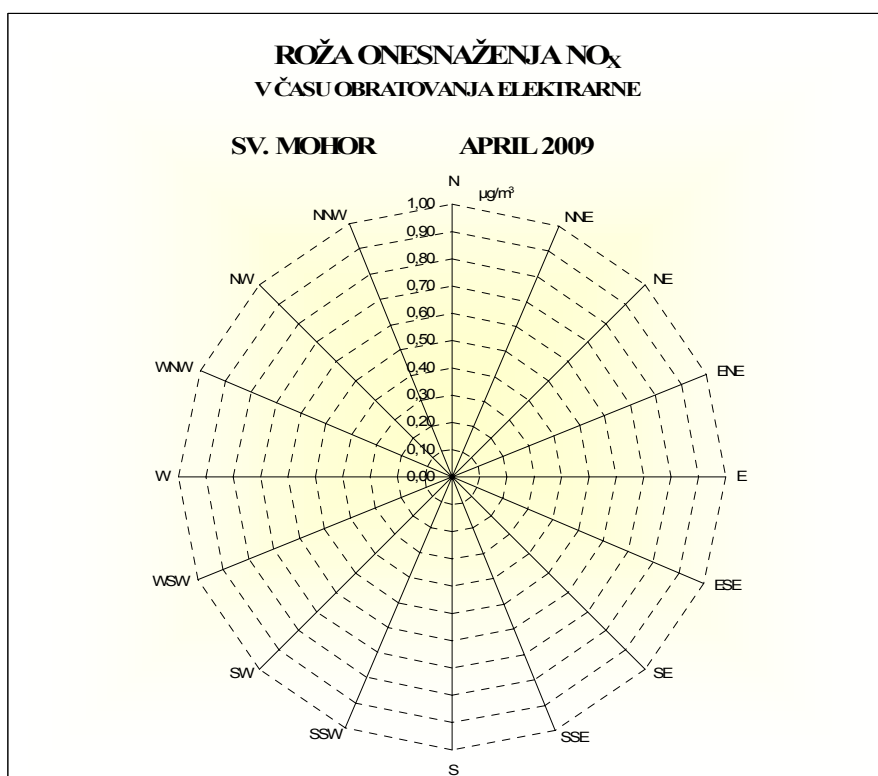 ROŽA ONESNAŽENJA NOX
V ČASU OBRATOVANJA ELEKTRARNE
SV. MOHOR APRIL 2009
N
µg/m³
1,00
NNW
NNE
0,90
0,80
NW
NE
0,70
0,60
0,50
WNW
ENE
0,40
0,30
0,20
0,10
W
0,00
E
WSW
ESE
SW
SE
SSW
SSE
S